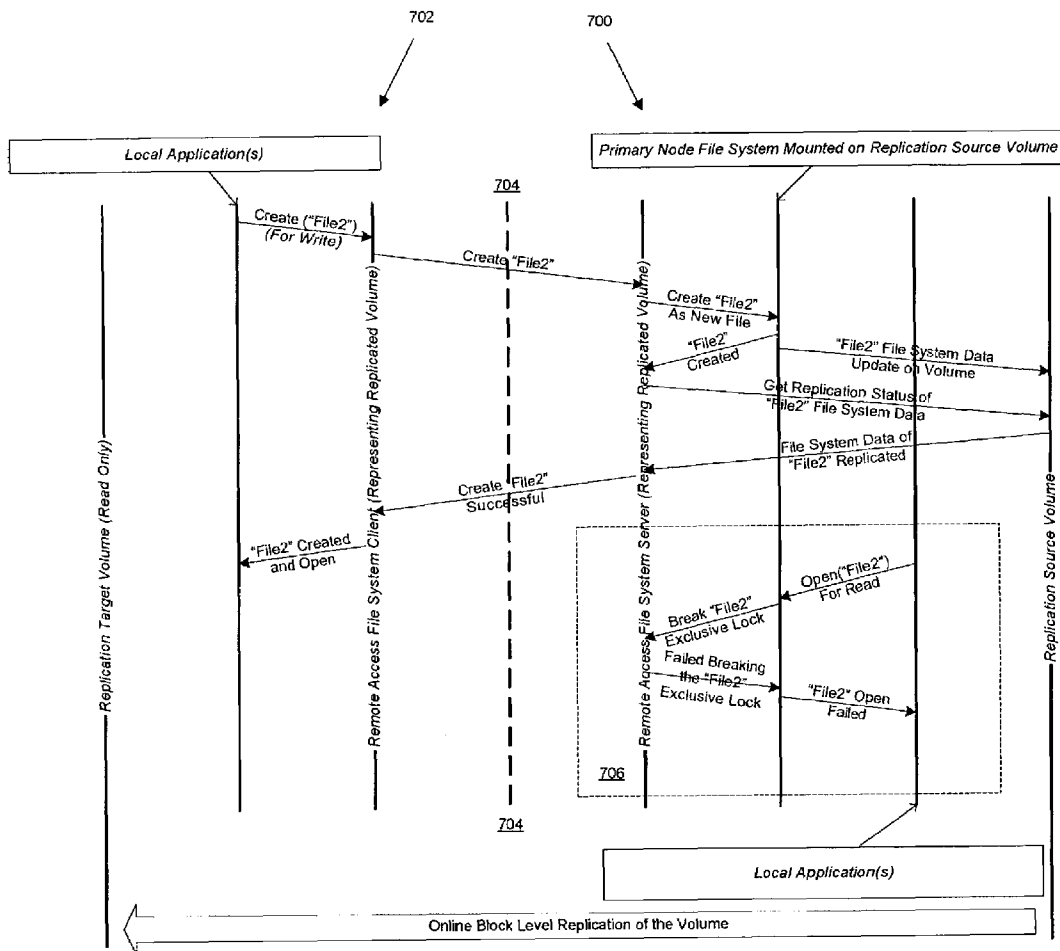 702
700
Local Application(s)
Primary Node File System Mounted on Replication Source Volume
704
Create ("File2")
(For Write)
Create "File2"
Create "File2"
As New File
"File2"
Created
"File2" File System Data
Update on Volume
Get Replication Status of
"File2" File System Data
File System Data of
"File2" Replicated
Create "File2"
Successful
"File2" Created
and Open
Open("File2")
For Read
Break "File2"
Exclusive Lock
Failed Breaking
the "File2"
Exclusive Lock
"File2" Open
Failed
706
704
Replication Target Volume (Read Only)
Remote Access File System Client (Representing Replicated Volume)
Remote Access File System Server (Representing Replicated Volume)
Replication Source Volume
Local Application(s)
Online Block Level Replication of the Volume